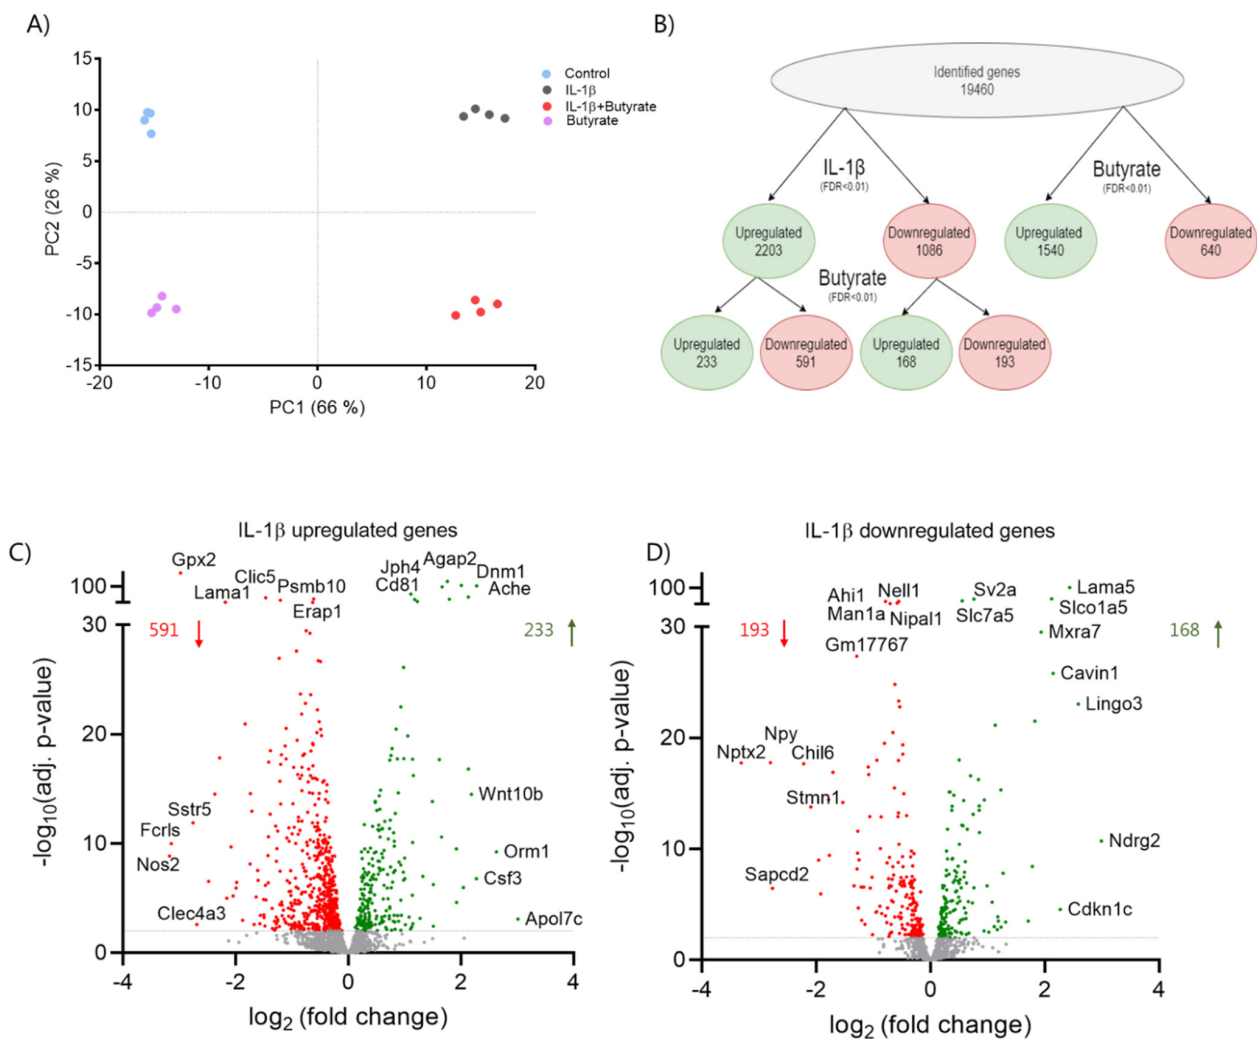 A)
15
10
5
0
-5
-10
-15
-20
-10
0
10
20
PC2 (26 %)
PC1 (66 %)
Control
IL-1β
IL-1β+Butyrate
Butyrate
B)
Identified genes
19460
IL-1β
(FDR<0.01)
Butyrate
(FDR<0.01)
Upregulated
2203
Downregulated
1086
Upregulated
1540
Downregulated
640
Butyrate
(FDR<0.01)
Upregulated
233
Downregulated
591
Upregulated
168
Downregulated
193
C)
IL-1β upregulated genes
Gpx2
Lama1
Clic5
Psmb10
Erap1
Jph4
Cd81
Agap2
Dnm1
Ache
591
233
100
30
20
10
0
-log10(adj. p-value)
Sstr5
Fcrls
Nos2
Clec4a3
Wnt10b
Orm1
Csf3
Apol7c
-4
-2
0
2
4
log2 (fold change)
D)
IL-1β downregulated genes
Ahi1
Man1a
Nell1
Nipal1
Gm17767
Sv2a
Slc7a5
Lama5
Slco1a5
Mxra7
193
168
100
30
20
10
0
-log10(adj. p-value)
Cavin1
Lingo3
Nptx2
Npy
Chil6
Stmn1
Sapcd2
Ndrg2
Cdkn1c
-4
-2
0
2
4
log2 (fold change)